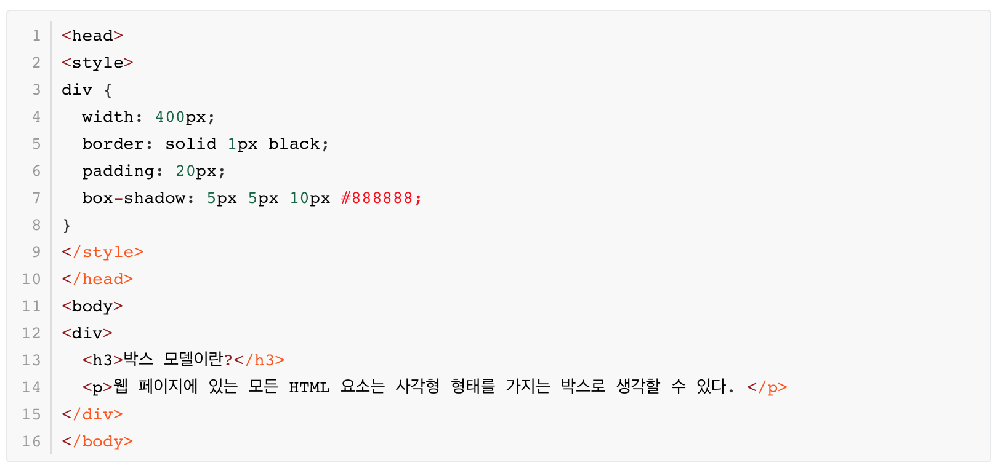 1 <head>
2 <style>
3 div {
4   width: 400px;
5   border: solid 1px black;
6   padding: 20px;
7   box-shadow: 5px 5px 10px #888888;
8 }
9 </style>
10 </head>
11 <body>
12 <div>
13   <h3>박스 모델이란?</h3>
14   <p>웹 페이지에 있는 모든 HTML 요소는 사각형 형태를 가지는 박스로 생각할 수 있다. </p>
15 </div>
16 </body>